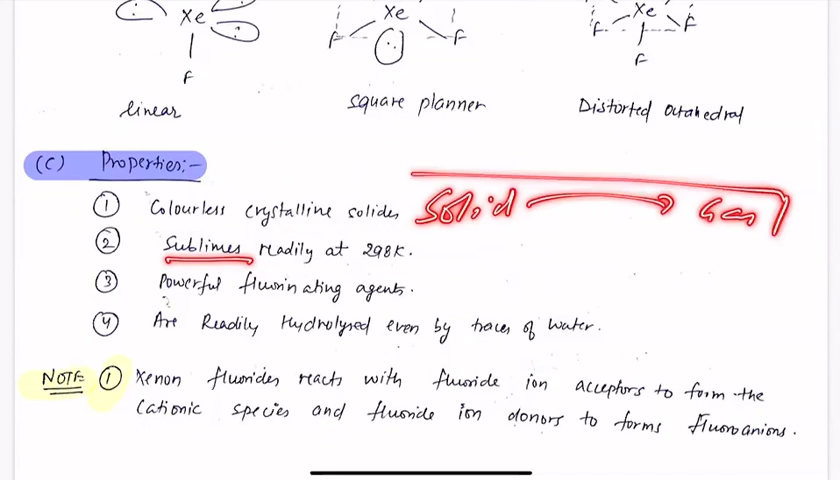 Xe
F
linear
Xe
F F
square planner
Xe
F F
F
Distorted Octahedral
(C) Properties:-
① Colourless crystalline solides
Solid → Gas
② Sublimes readily at 298K.
③ Powerful fluorinating agents.
④ Are Readily Hydrolysed even by traces of water.
NOTE ① Xenon fluorides reacts with fluoride ion acceptors to form the
Cationic species and fluoride ion donors to forms Fluoroanions.